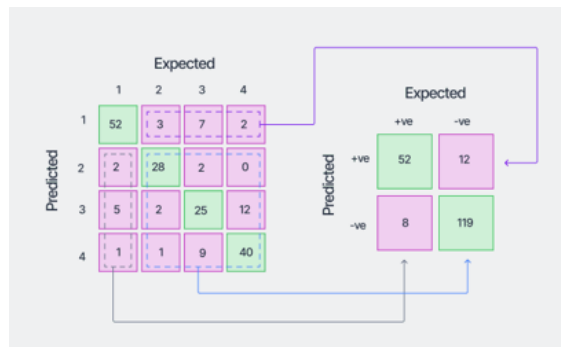 Expected
1 2 3 4
Predicted
1 52 3 7 2
2 2 28 2 0
3 5 2 25 12
4 1 1 9 40
Expected
+ve -ve
Predicted
+ve 52 12
-ve 8 119